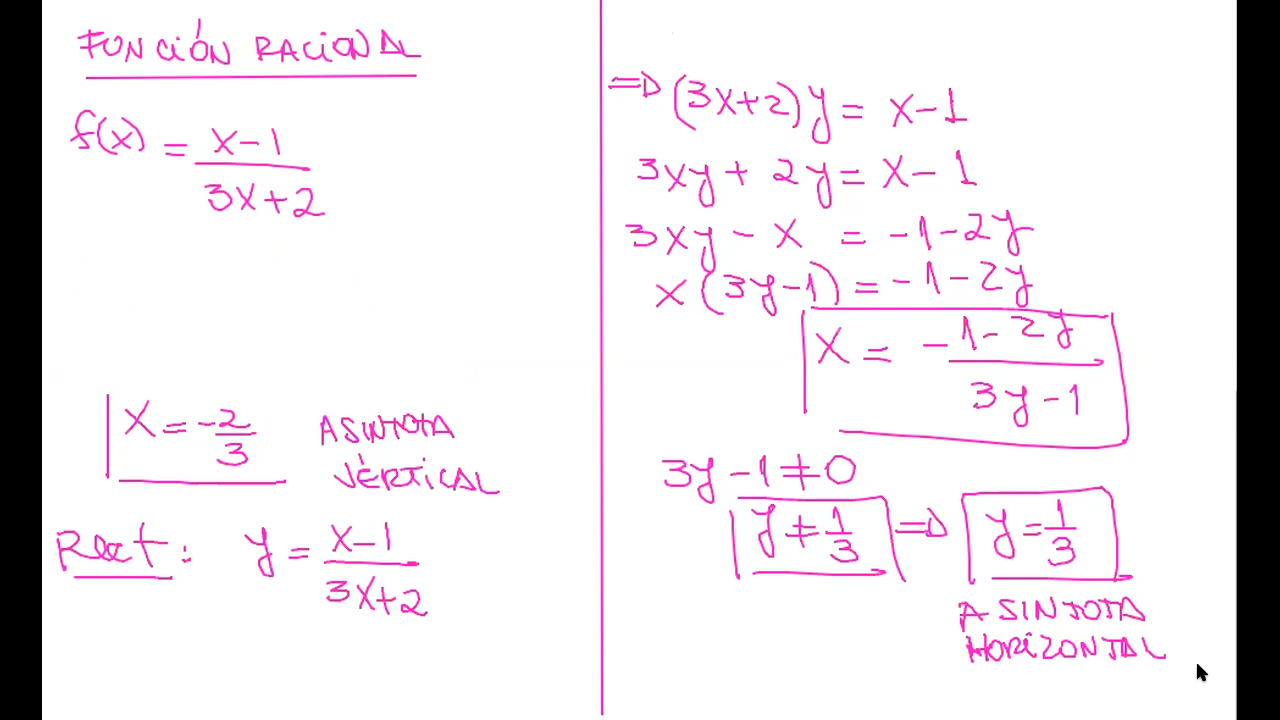 FUNCIÓN RACIONAL
f(x) = x-1 / 3x+2
x = -2/3 ASINTOTA
VÉRTICAL
Rect: y = x-1 / 3x+2
⇒ (3x+2)y = x-1
3xy + 2y = x-1
3xy - x = -1-2y
x(3y-1) = -1-2y
x = -1-2y / 3y-1
3y-1≠0
y ≠ 1/3 ⇒ y = 1/3
ASINTOTA
HORIZONTAL